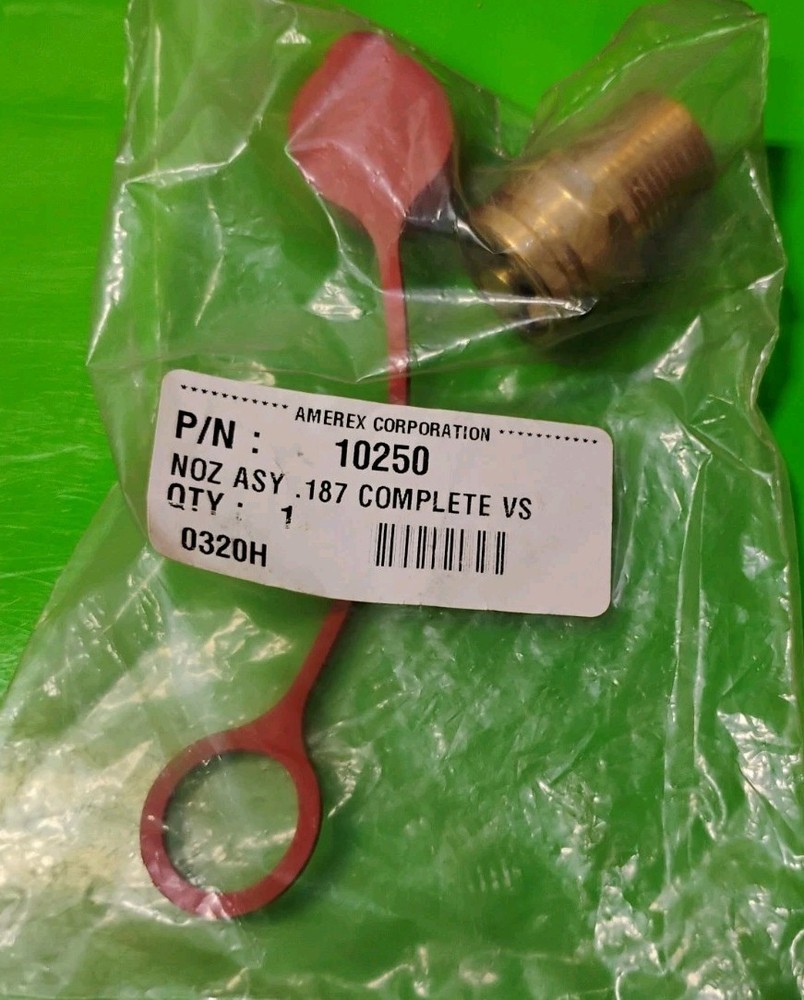 *********** AMEREX CORPORATION ***********
P/N : 10250
NOZ ASY .187 COMPLETE VS
QTY : 1
0320H